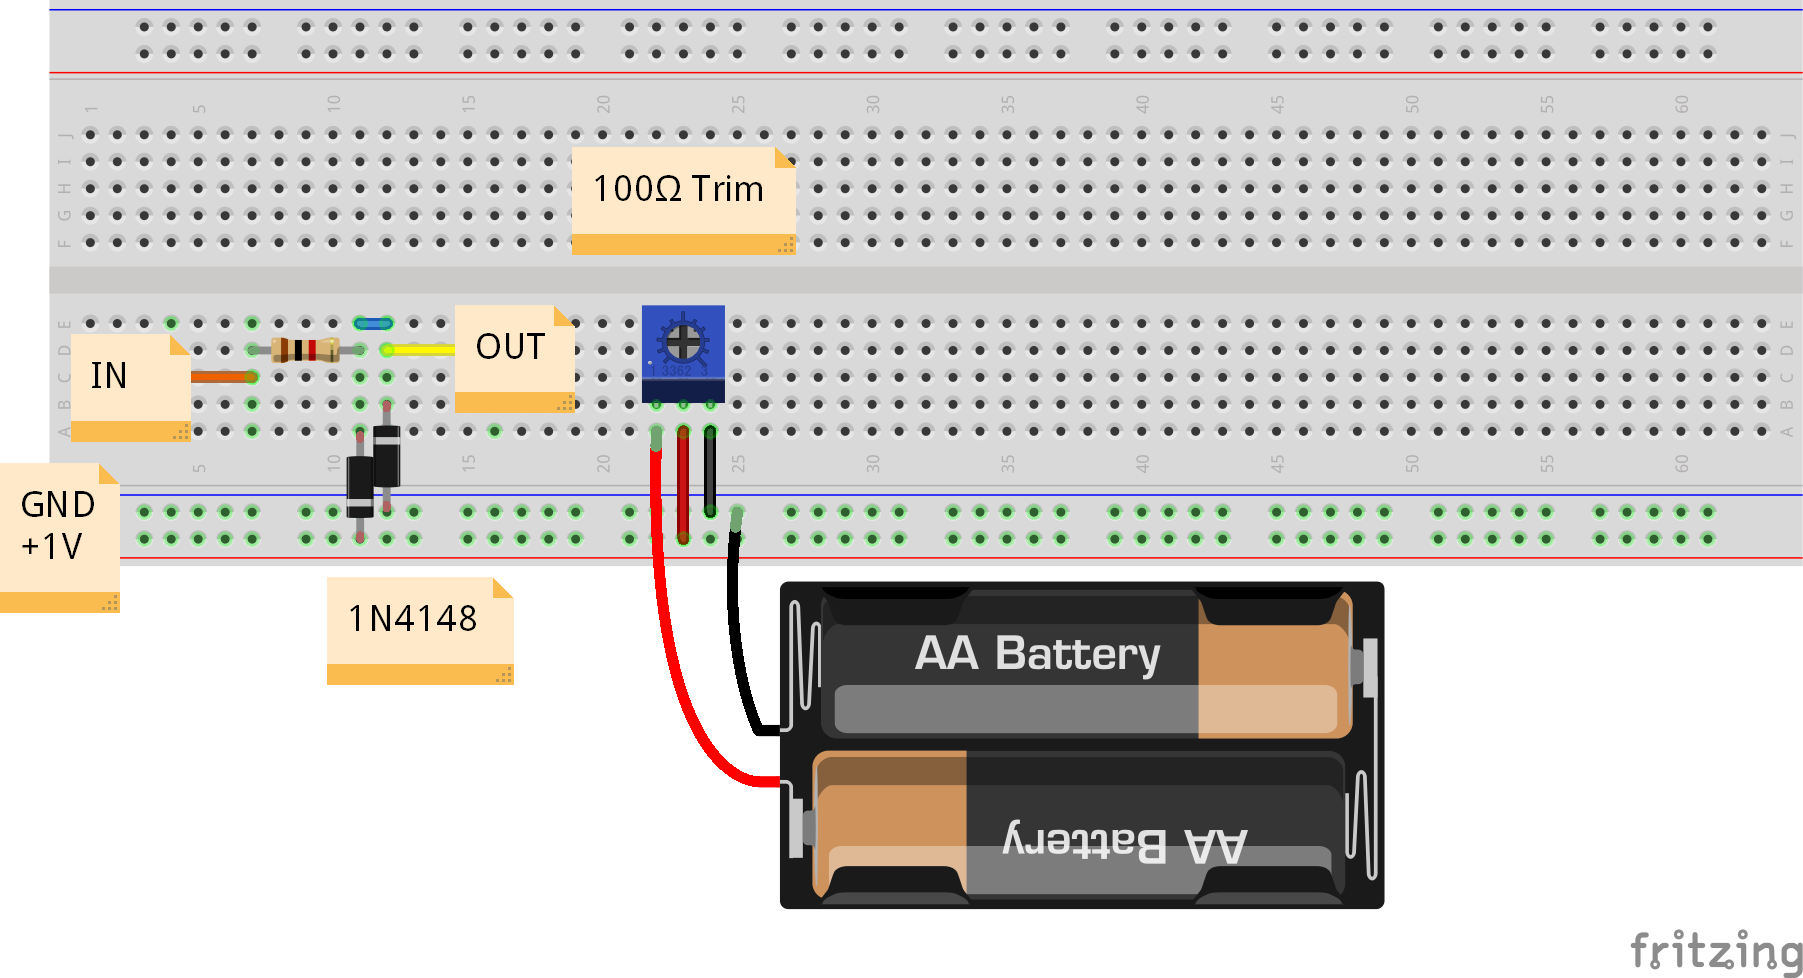 1 5 10 15 20 25 30 35 40 45 50 55 60
J J
I I
100Ω Trim
H H
G G
F F
E E
OUT
D D
IN
1 3362 3
C C
B B
A A
5 10 15 20 25 30 35 40 45 50 55 60
GND
+1V
1N4148
AA Battery
AA Battery
fritzing